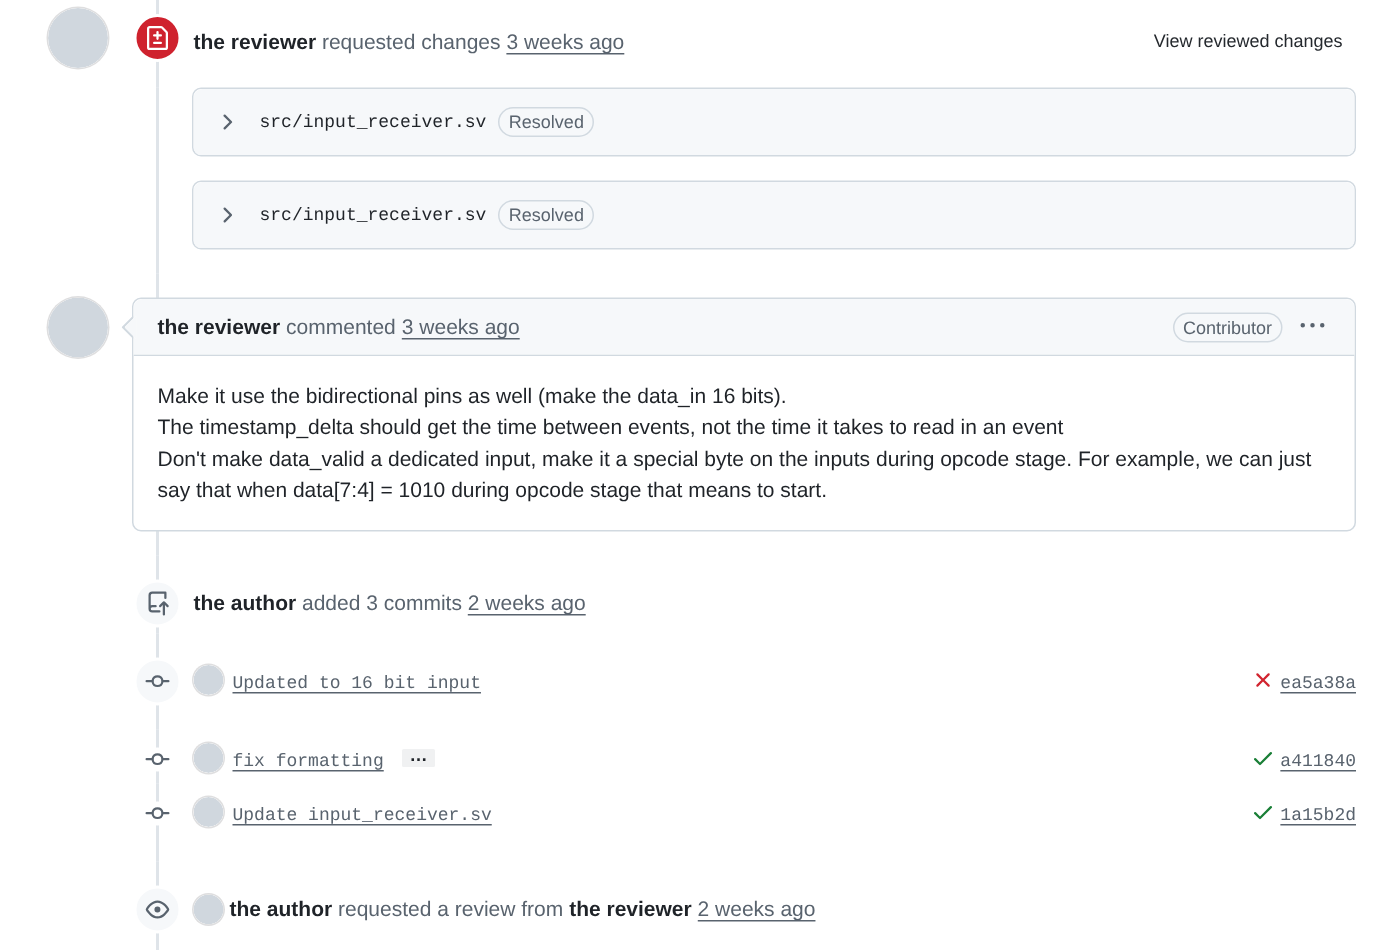 the reviewer requested changes 3 weeks ago
View reviewed changes
src/input_receiver.sv Resolved
src/input_receiver.sv Resolved
the reviewer commented 3 weeks ago
Contributor ...
Make it use the bidirectional pins as well (make the data_in 16 bits).
The timestamp_delta should get the time between events, not the time it takes to read in an event
Don't make data_valid a dedicated input, make it a special byte on the inputs during opcode stage. For example, we can just
say that when data[7:4] = 1010 during opcode stage that means to start.
the author added 3 commits 2 weeks ago
Updated to 16 bit input
ea5a38a
fix formatting ...
a411840
Update input_receiver.sv
1a15b2d
the author requested a review from the reviewer 2 weeks ago